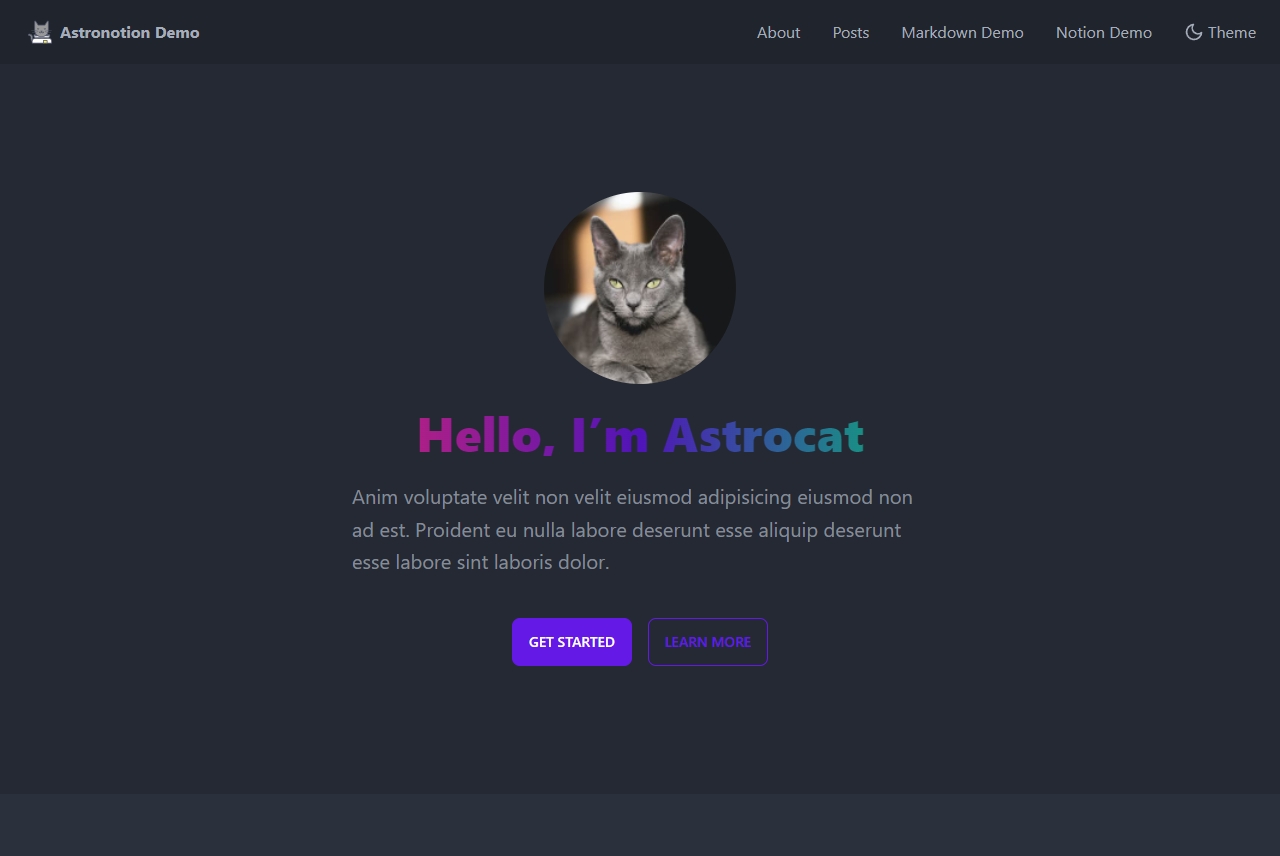 Astronotion Demo
About
Posts
Markdown Demo
Notion Demo
Theme
Hello, I’m Astrocat
Anim voluptate velit non velit eiusmod adipisicing eiusmod non
ad est. Proident eu nulla labore deserunt esse aliquip deserunt
esse labore sint laboris dolor.
GET STARTED
LEARN MORE